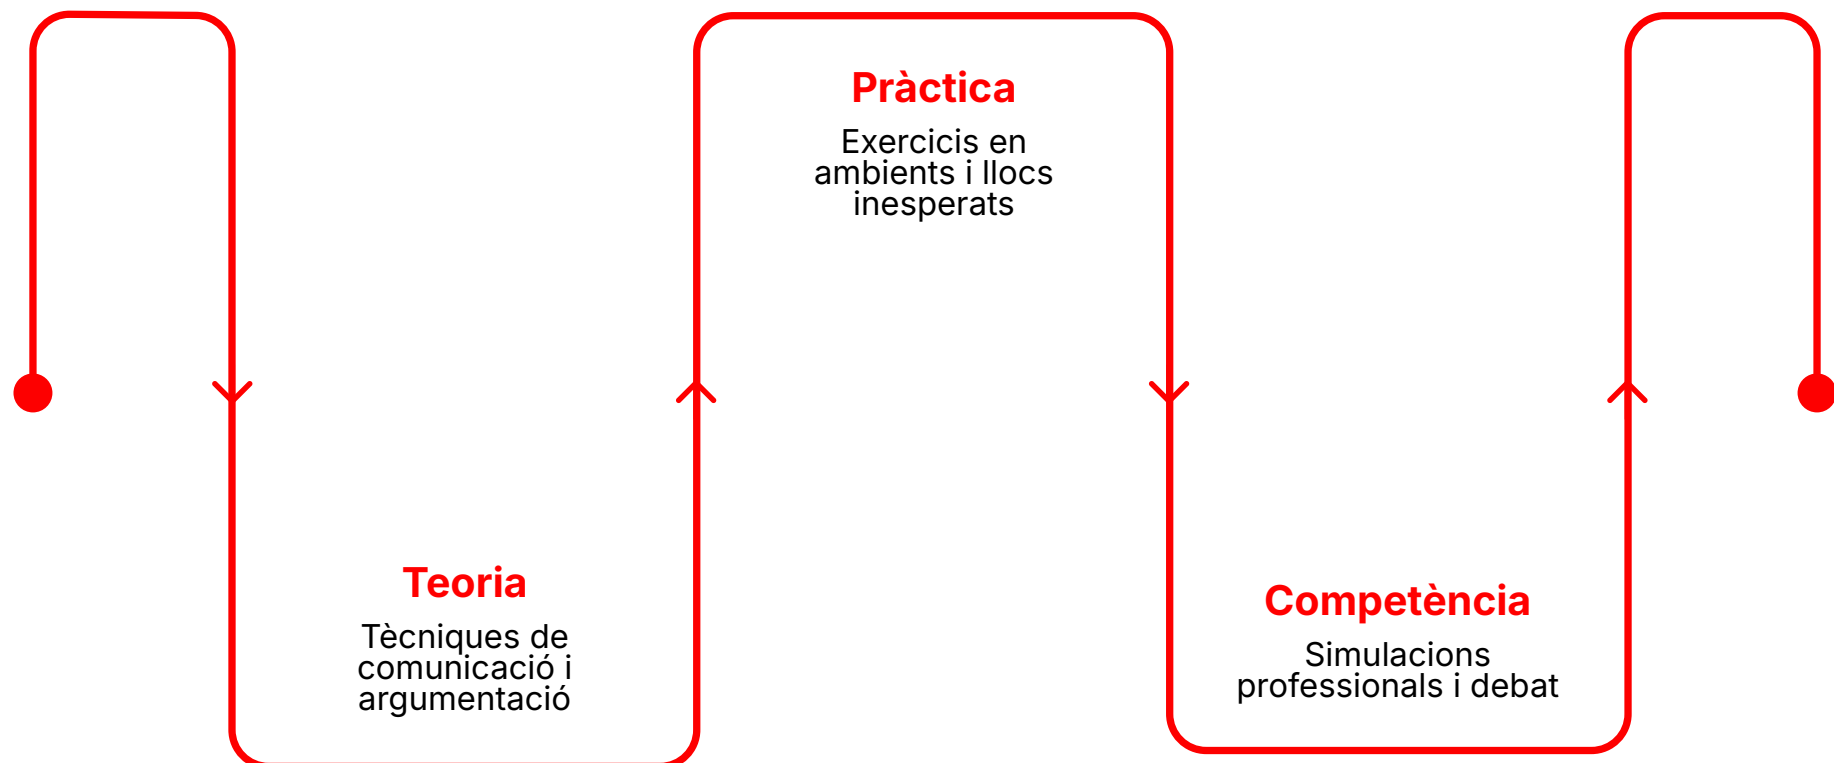 Teoria
Tècniques de
comunicació i
argumentació
Pràctica
Exercicis en
ambients i llocs
inesperats
Competència
Simulacions
professionals i debat